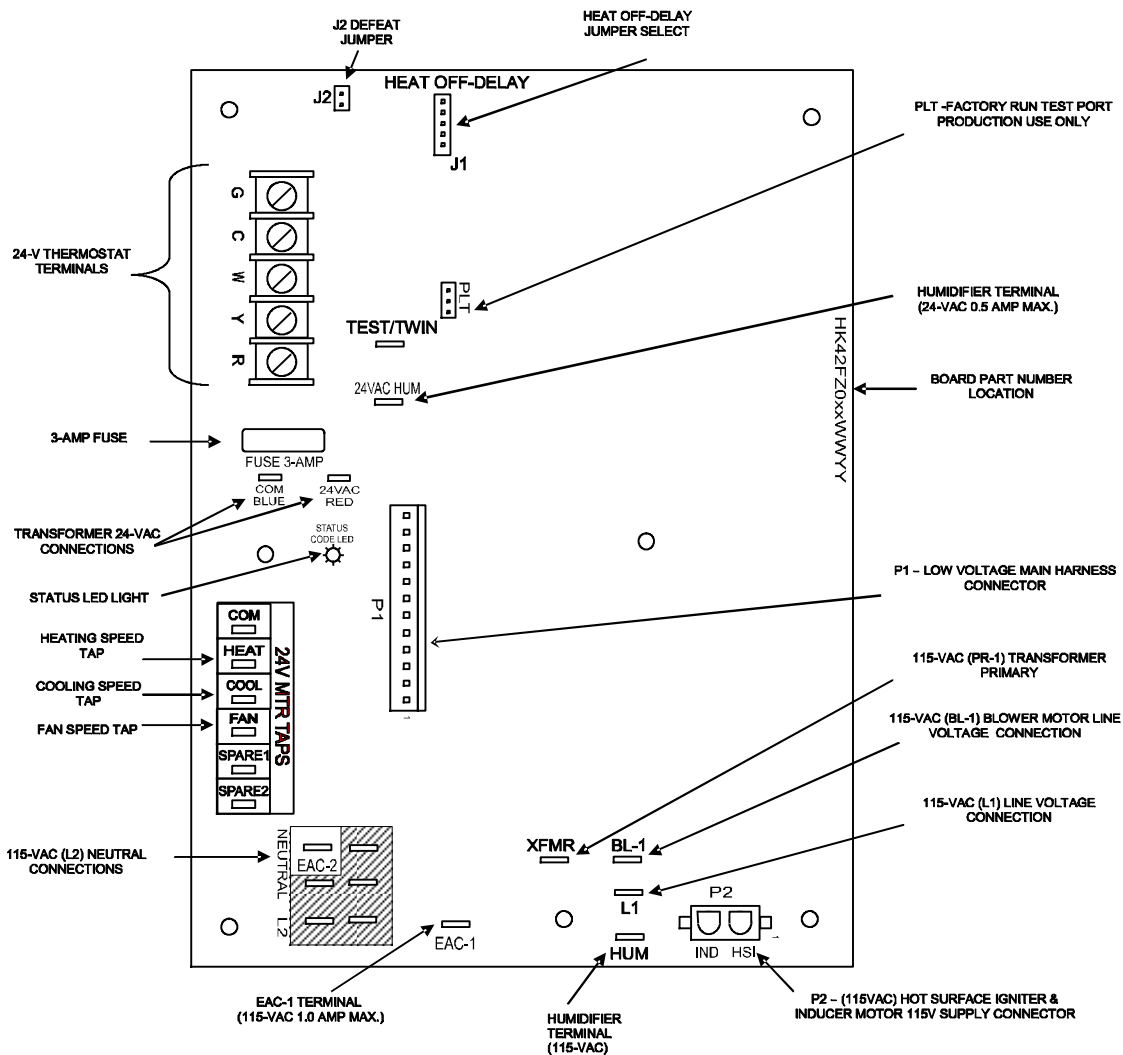 J2 DEFEAT
JUMPER
HEAT OFF-DELAY
JUMPER SELECT
HEAT OFF-DELAY
J2
J1
PLT -FACTORY RUN TEST PORT
PRODUCTION USE ONLY
24-V THERMOSTAT
TERMINALS
G
C
W
Y
R
PLT
TEST/TWIN
HUMIDIFIER TERMINAL
(24-VAC 0.5 AMP MAX.)
24VAC HUM
HK42FZ0xxWWYY
BOARD PART NUMBER
LOCATION
3-AMP FUSE
FUSE 3-AMP
COM
BLUE
24VAC
RED
TRANSFORMER 24-VAC
CONNECTIONS
STATUS
CODE LED
STATUS LED LIGHT
P1
1
P1 – LOW VOLTAGE MAIN HARNESS
CONNECTOR
HEATING SPEED
TAP
COOLING SPEED
TAP
FAN SPEED TAP
COM
HEAT
COOL
FAN
SPARE1
SPARE2
24V MTR TAPS
115-VAC (PR-1) TRANSFORMER
PRIMARY
115-VAC (BL-1) BLOWER MOTOR LINE
VOLTAGE CONNECTION
115-VAC (L1) LINE VOLTAGE
CONNECTION
115-VAC (L2) NEUTRAL
CONNECTIONS
NEUTRAL
L2
EAC-2
EAC-1
XFMR
BL-1
L1
HUM
P2
IND
HSI
1
EAC-1 TERMINAL
(115-VAC 1.0 AMP MAX.)
HUMIDIFIER
TERMINAL
(115-VAC)
P2 – (115VAC) HOT SURFACE IGNITER &
INDUCER MOTOR 115V SUPPLY CONNECTOR